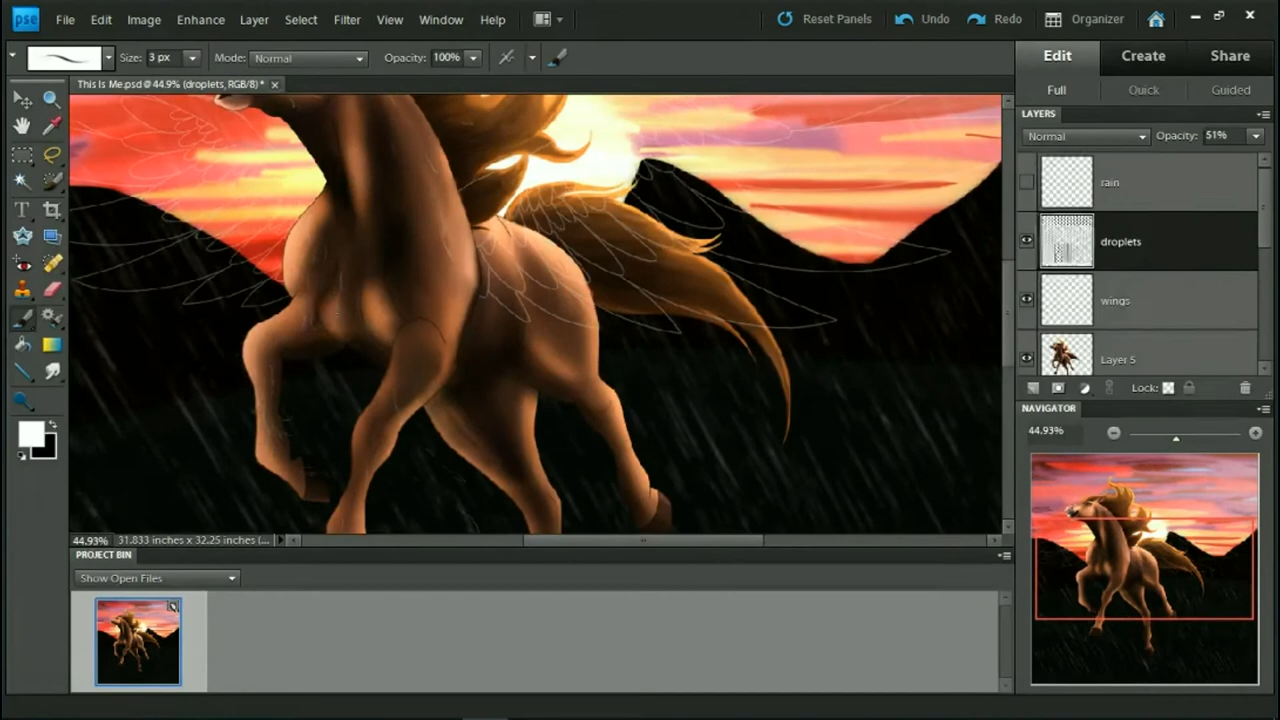 pse File Edit Image Enhance Layer Select Filter View Window Help Reset Panels Undo Redo Organizer
Size: 3 px Mode: Normal Opacity: 100% Edit Create Share
This Is Me.psd @ 44.9% (droplets, RGB/8) *
Full Quick Guided
LAYERS
Normal Opacity: 51%
rain
droplets
wings
Layer 5
Lock:
NAVIGATOR
44.93%
44.93% 31.833 inches x 32.25 inches (...
PROJECT BIN
Show Open Files